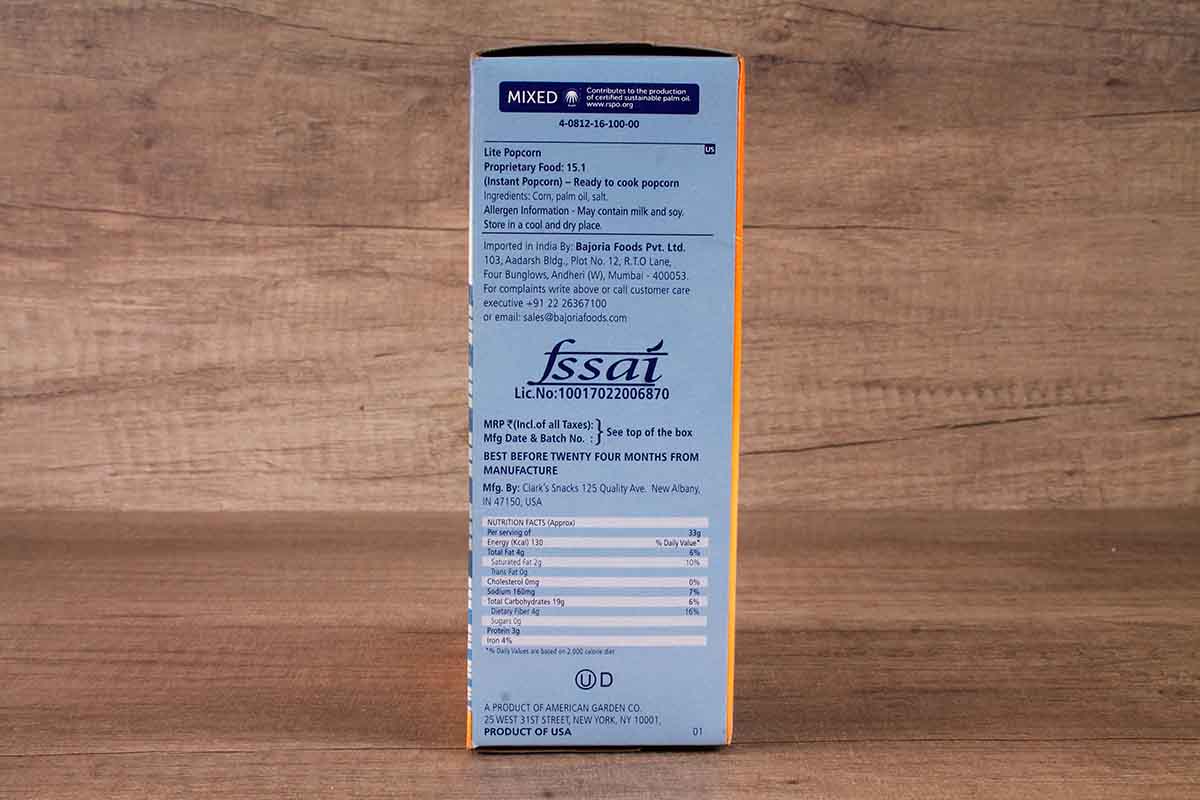 MIXED
Contributes to the production
of certified sustainable palm oil.
www.rspo.org
4-0812-16-100-00
US
Lite Popcorn
Proprietary Food: 15.1
(Instant Popcorn) – Ready to cook popcorn
Ingredients: Corn, palm oil, salt.
Allergen Information - May contain milk and soy.
Store in a cool and dry place.
Imported in India By: Bajoria Foods Pvt. Ltd.
103, Aadarsh Bldg., Plot No. 12, R.T.O Lane,
Four Bunglows, Andheri (W), Mumbai - 400053.
For complaints write above or call customer care
executive +91 22 26367100
or email: sales@bajoriafoods.com
fssai
Lic.No:10017022006870
MRP ₹(Incl.of all Taxes):
Mfg Date & Batch No. :
} See top of the box
BEST BEFORE TWENTY FOUR MONTHS FROM
MANUFACTURE
Mfg. By: Clark's Snacks 125 Quality Ave. New Albany,
IN 47150, USA
NUTRITION FACTS (Approx)
Per serving of 33g
Energy (Kcal) 130 % Daily Value*
Total Fat 4g 6%
Saturated Fat 2g 10%
Trans Fat 0g
Cholesterol 0mg 0%
Sodium 160mg 7%
Total Carbohydrates 19g 6%
Dietary Fiber 4g 16%
Sugars 0g
Protein 3g
Iron 4%
*% Daily Values are based on 2,000 calorie diet
U D
A PRODUCT OF AMERICAN GARDEN CO.
25 WEST 31ST STREET, NEW YORK, NY 10001,
PRODUCT OF USA 01